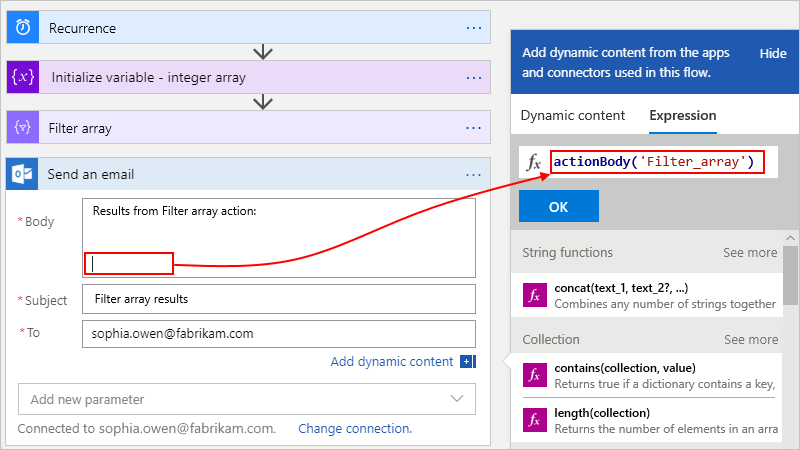 Recurrence
Initialize variable - integer array
Filter array
Send an email
* Body
Results from Filter array action:
* Subject
Filter array results
* To
sophia.owen@fabrikam.com
Add dynamic content
Add new parameter
Connected to sophia.owen@fabrikam.com. Change connection.
Add dynamic content from the apps
and connectors used in this flow.
Hide
Dynamic content Expression
fx actionBody('Filter_array')
OK
String functions See more
fx concat(text_1, text_2?, ...)
Combines any number of strings together
Collection See more
fx contains(collection, value)
Returns true if a dictionary contains a key,
fx length(collection)
Returns the number of elements in an arra